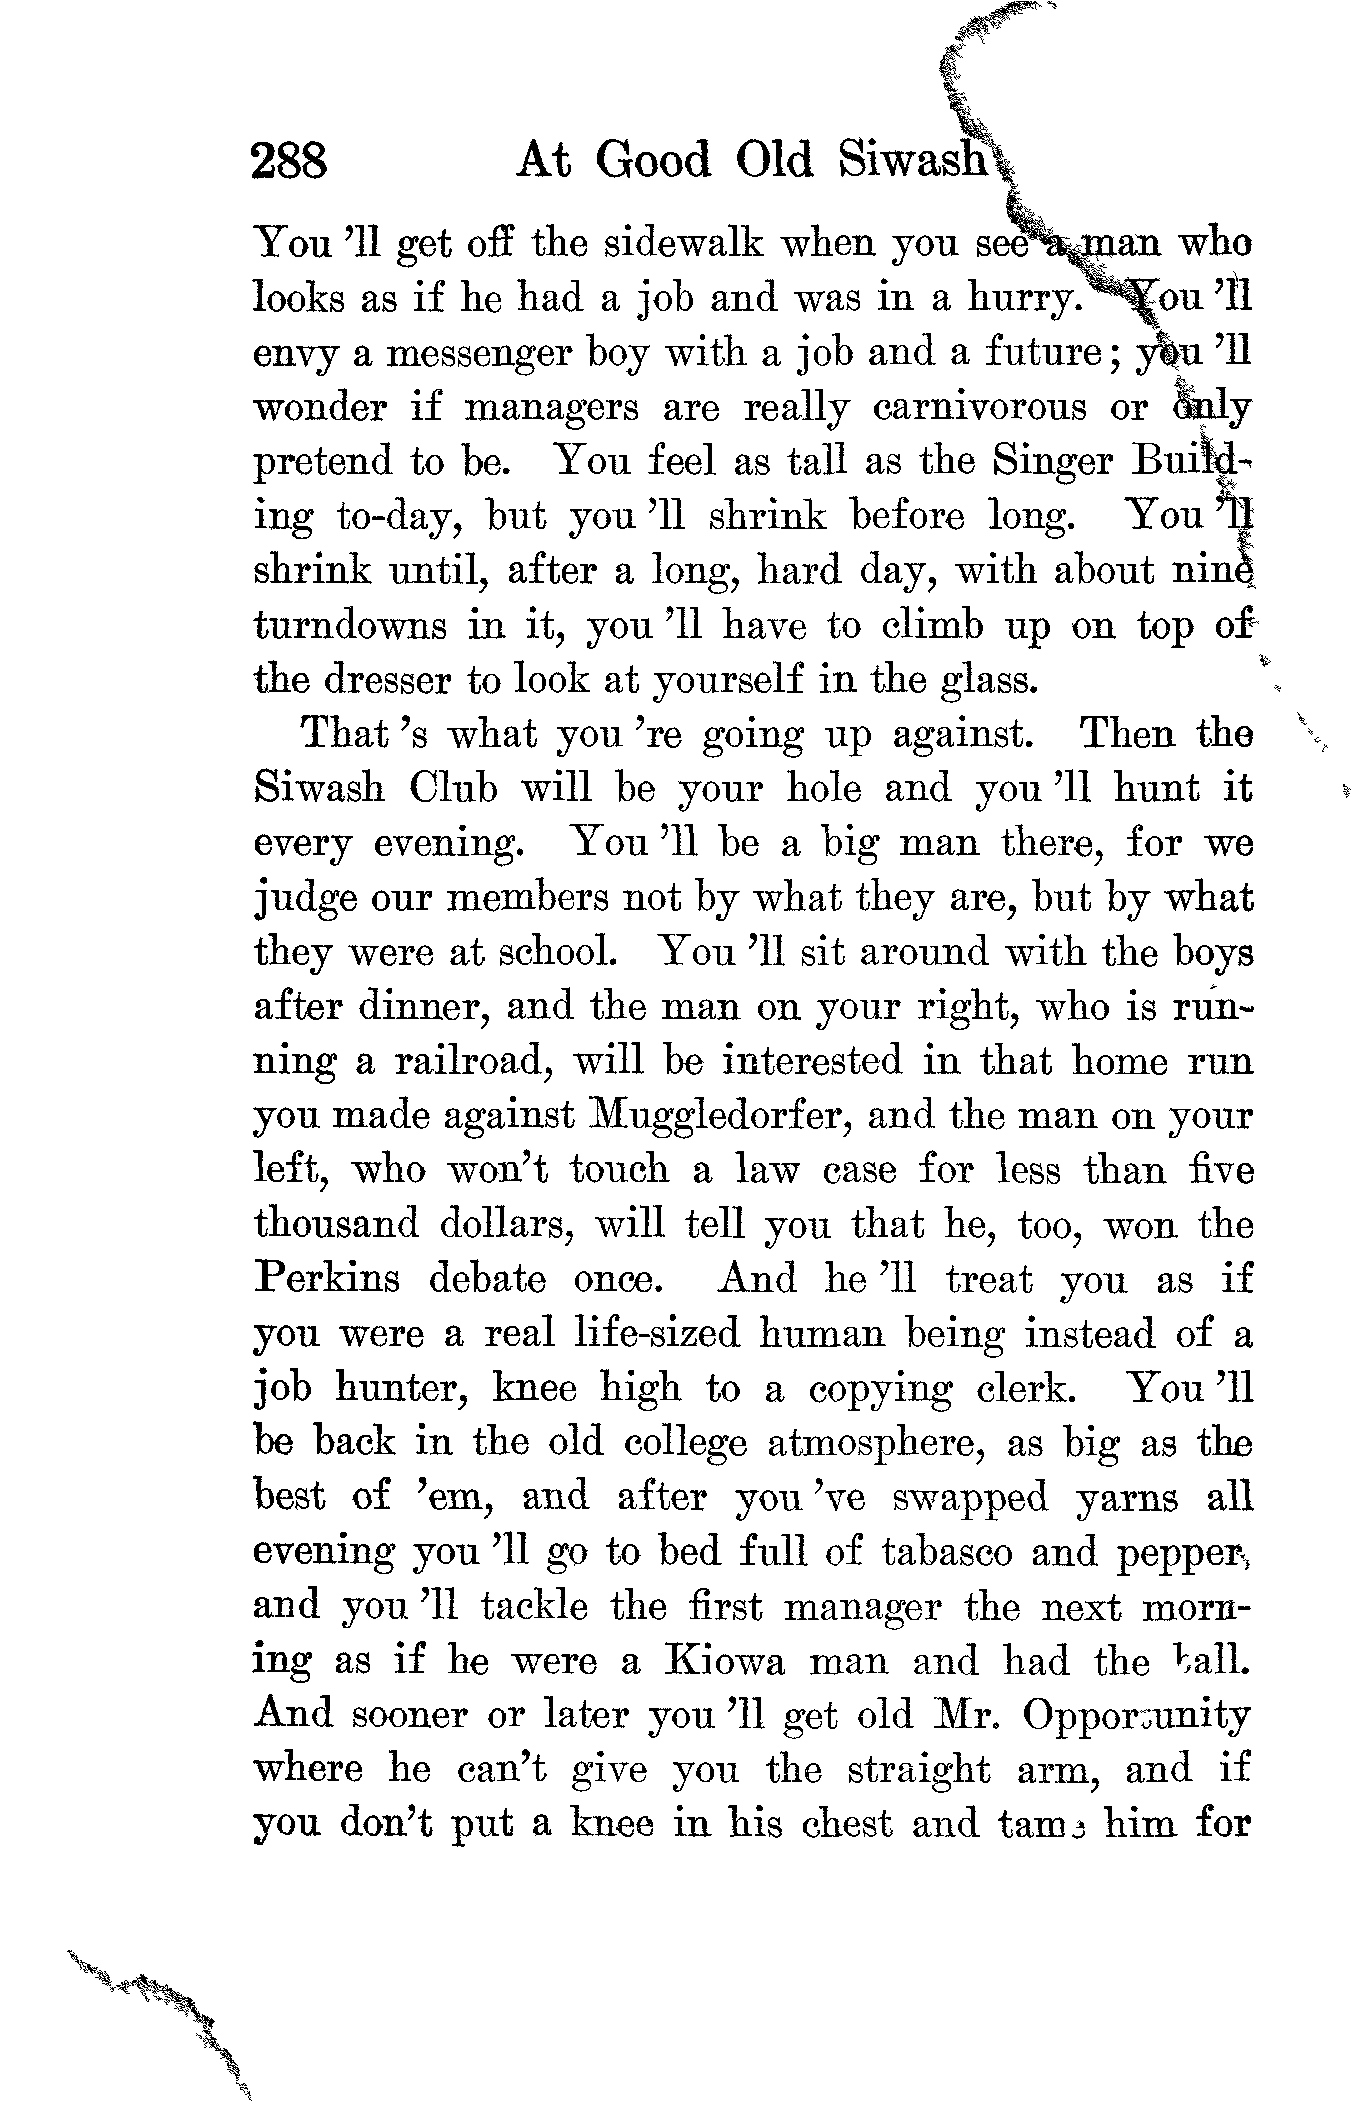 288 At Good Old Siwash
You 'll get off the sidewalk when you see a man who
looks as if he had a job and was in a hurry. You 'll
envy a messenger boy with a job and a future; you 'll
wonder if managers are really carnivorous or only
pretend to be. You feel as tall as the Singer Build-
ing to-day, but you 'll shrink before long. You 'll
shrink until, after a long, hard day, with about nine
turndowns in it, you 'll have to climb up on top of
the dresser to look at yourself in the glass.
That 's what you 're going up against. Then the
Siwash Club will be your hole and you 'll hunt it
every evening. You 'll be a big man there, for we
judge our members not by what they are, but by what
they were at school. You 'll sit around with the boys
after dinner, and the man on your right, who is run-
ning a railroad, will be interested in that home run
you made against Muggledorfer, and the man on your
left, who won't touch a law case for less than five
thousand dollars, will tell you that he, too, won the
Perkins debate once. And he 'll treat you as if
you were a real life-sized human being instead of a
job hunter, knee high to a copying clerk. You 'll
be back in the old college atmosphere, as big as the
best of 'em, and after you 've swapped yarns all
evening you 'll go to bed full of tabasco and pepper,
and you 'll tackle the first manager the next morn-
ing as if he were a Kiowa man and had the ball.
And sooner or later you 'll get old Mr. Opportunity
where he can't give you the straight arm, and if
you don't put a knee in his chest and tame him for